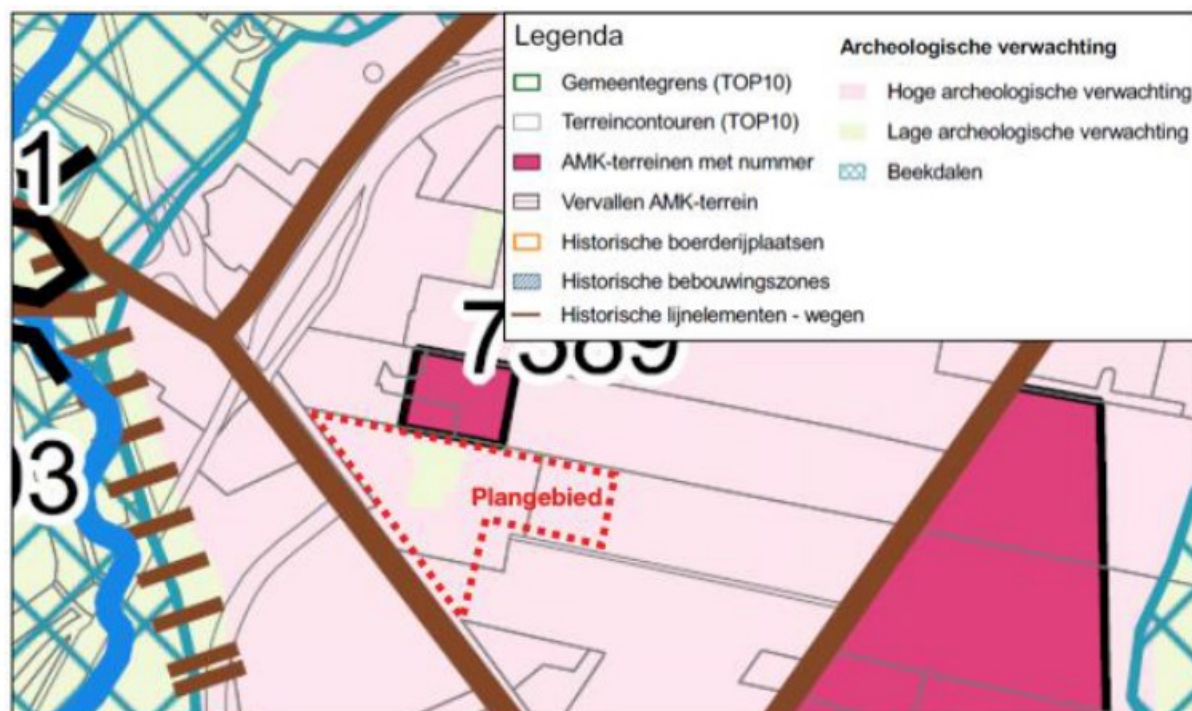 Legenda
Gemeentegrens (TOP10)
Terreincontouren (TOP10)
AMK-terreinen met nummer
Vervallen AMK-terrein
Historische boerderijplaatsen
Historische bebouwingszones
Historische lijnelementen - wegen
Archeologische verwachting
Hoge archeologische verwachting
Lage archeologische verwachting
Beekdalen
1
7389
03
Plangebied